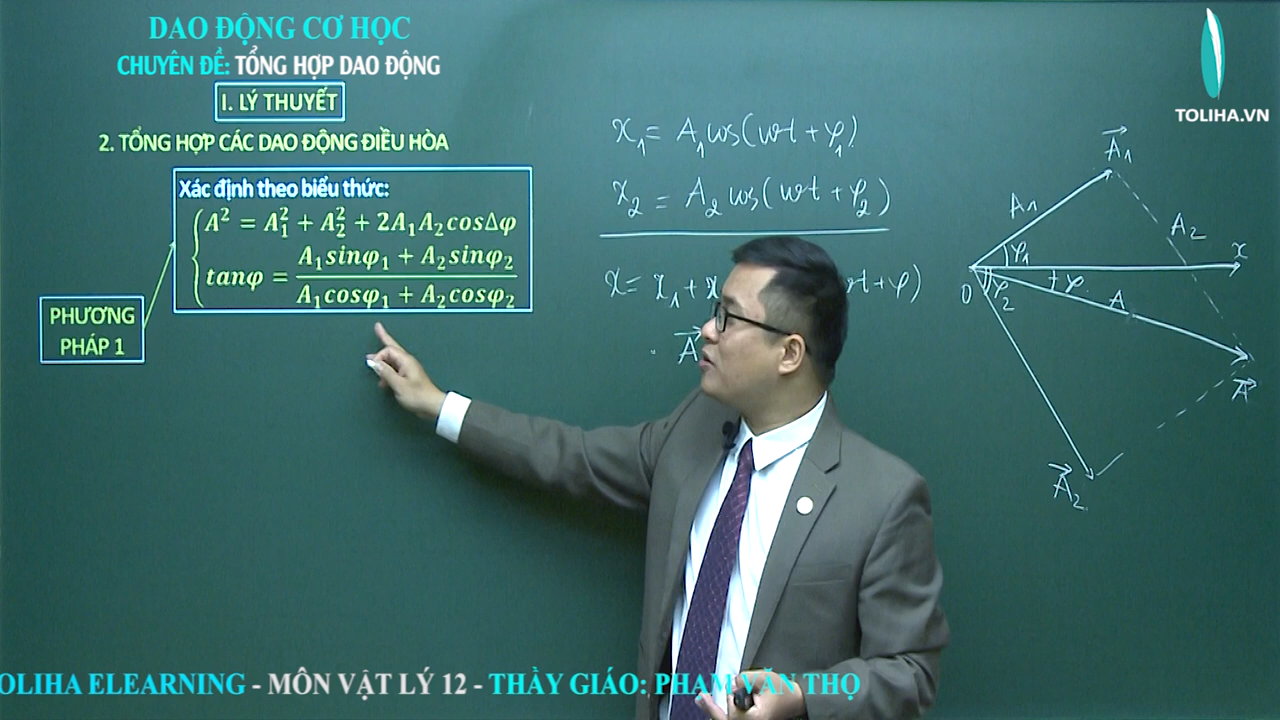 DAO ĐỘNG CƠ HỌC
CHUYÊN ĐỀ: TỔNG HỢP DAO ĐỘNG
I. LÝ THUYẾT
2. TỔNG HỢP CÁC DAO ĐỘNG ĐIỀU HÒA
Xác định theo biểu thức:
A² = A₁² + A₂² + 2A₁A₂cosΔφ
tanφ = (A₁sinφ₁ + A₂sinφ₂)/(A₁cosφ₁ + A₂cosφ₂)
PHƯƠNG
PHÁP 1
x₁ = A₁cos(ωt + φ₁)
x₂ = A₂cos(ωt + φ₂)
x = x₁ + x ωt + φ)
A⃗
TOLIHA.VN
A⃗₁
A₁
A₂
φ₁
x
O
φ₂
+φ
A
A⃗
A⃗₂
OLIHA ELEARNING - MÔN VẬT LÝ 12 - THẦY GIÁO: PHẠM VĂN THỌ